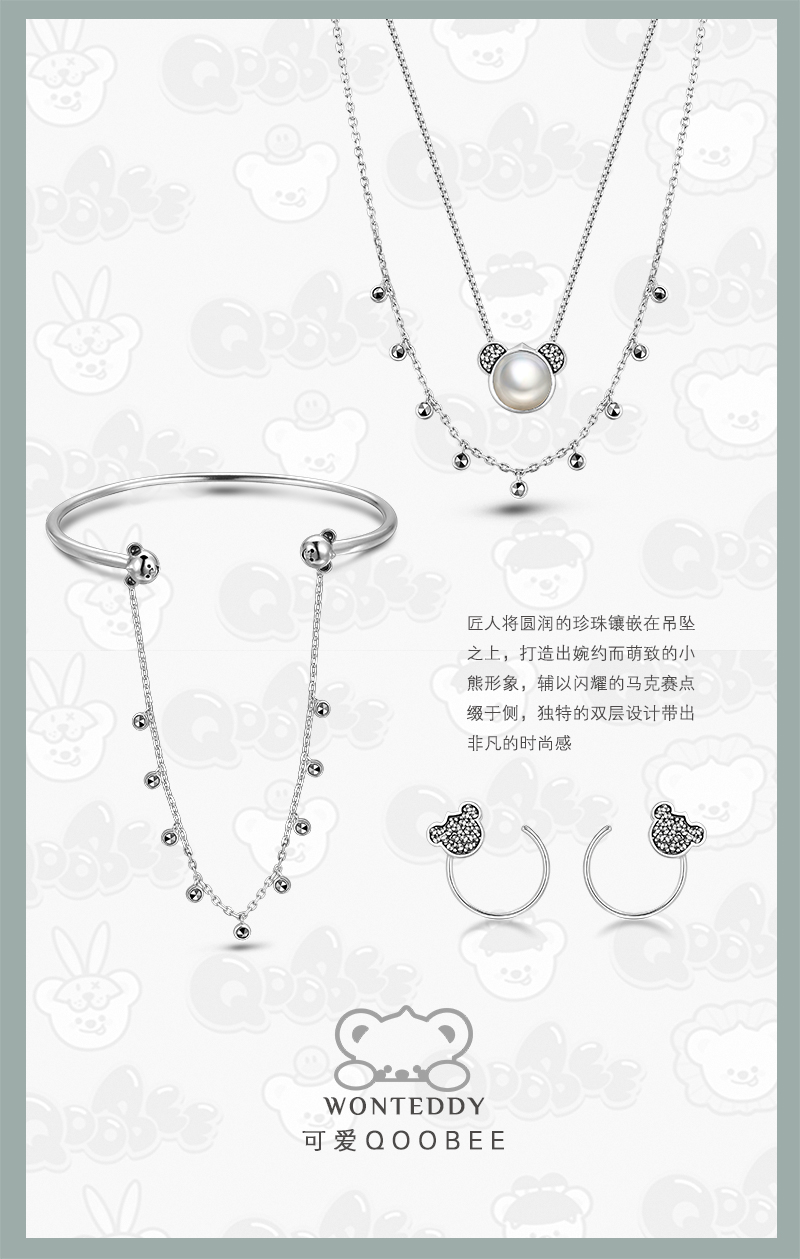 匠人将圆润的珍珠镶嵌在吊坠
之上，打造出婉约而萌致的小
熊形象，辅以闪耀的马克赛点
缀于侧，独特的双层设计带出
非凡的时尚感
WONTEDDY
可爱QOOBEE